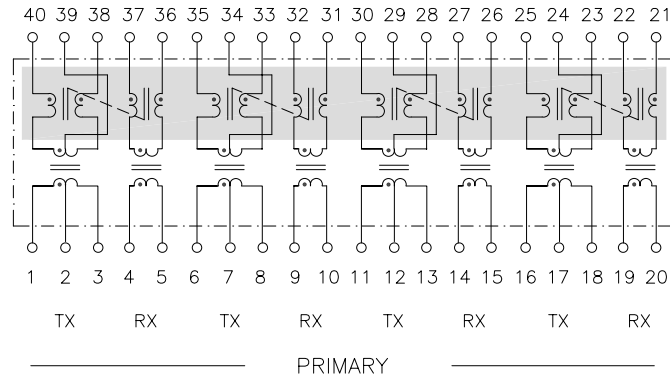 40 39 38 37 36 35 34 33 32 31 30 29 28 27 26 25 24 23 22 21
1 2 3 4 5 6 7 8 9 10 11 12 13 14 15 16 17 18 19 20
TX RX TX RX TX RX TX RX
PRIMARY